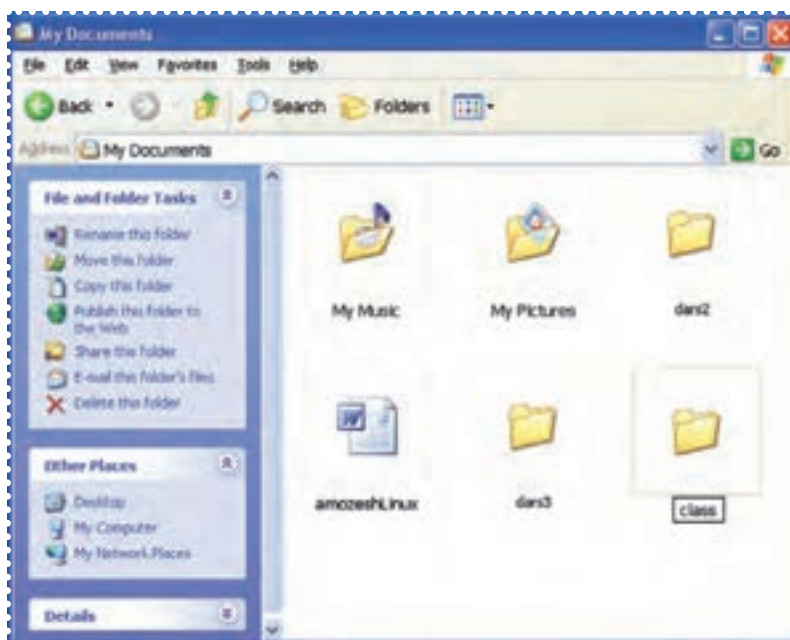 My Documents
File Edit View Favorites Tools Help
Back Search Folders
Address My Documents Go
File and Folder Tasks
Rename this folder
Move this folder
Copy this folder
Publish this folder to
the Web
Share this folder
E-mail this folder's files
Delete this folder
Other Places
Desktop
My Computer
My Network Places
Details
My Music My Pictures dars2
amozeshLinux dars3 class